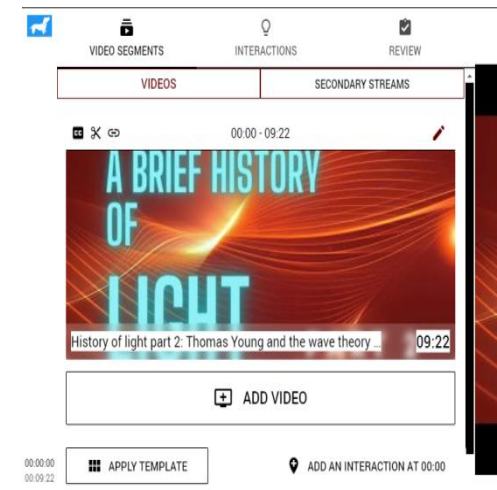 VIDEO SEGMENTS
INTERACTIONS
REVIEW
VIDEOS
SECONDARY STREAMS
CC
00:00 - 09:22
A BRIEF HISTORY
OF
LIGHT
History of light part 2: Thomas Young and the wave theory ...
09:22
ADD VIDEO
00:00:00
00:09:22
APPLY TEMPLATE
ADD AN INTERACTION AT 00:00